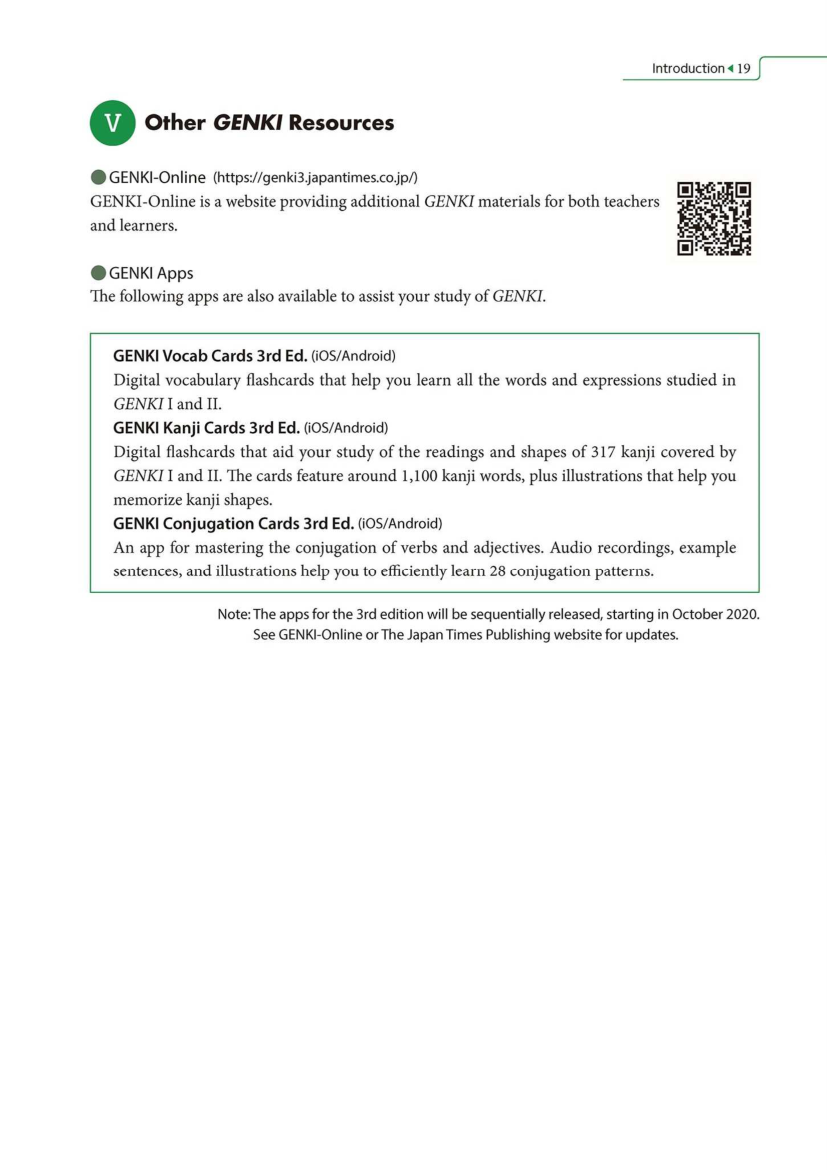 Introduction ◀ 19
V Other GENKI Resources
● GENKI-Online (https://genki3.japantimes.co.jp/)
GENKI-Online is a website providing additional GENKI materials for both teachers
and learners.
● GENKI Apps
The following apps are also available to assist your study of GENKI.
GENKI Vocab Cards 3rd Ed. (iOS/Android)
Digital vocabulary flashcards that help you learn all the words and expressions studied in
GENKI I and II.
GENKI Kanji Cards 3rd Ed. (iOS/Android)
Digital flashcards that aid your study of the readings and shapes of 317 kanji covered by
GENKI I and II. The cards feature around 1,100 kanji words, plus illustrations that help you
memorize kanji shapes.
GENKI Conjugation Cards 3rd Ed. (iOS/Android)
An app for mastering the conjugation of verbs and adjectives. Audio recordings, example
sentences, and illustrations help you to efficiently learn 28 conjugation patterns.
Note: The apps for the 3rd edition will be sequentially released, starting in October 2020.
See GENKI-Online or The Japan Times Publishing website for updates.